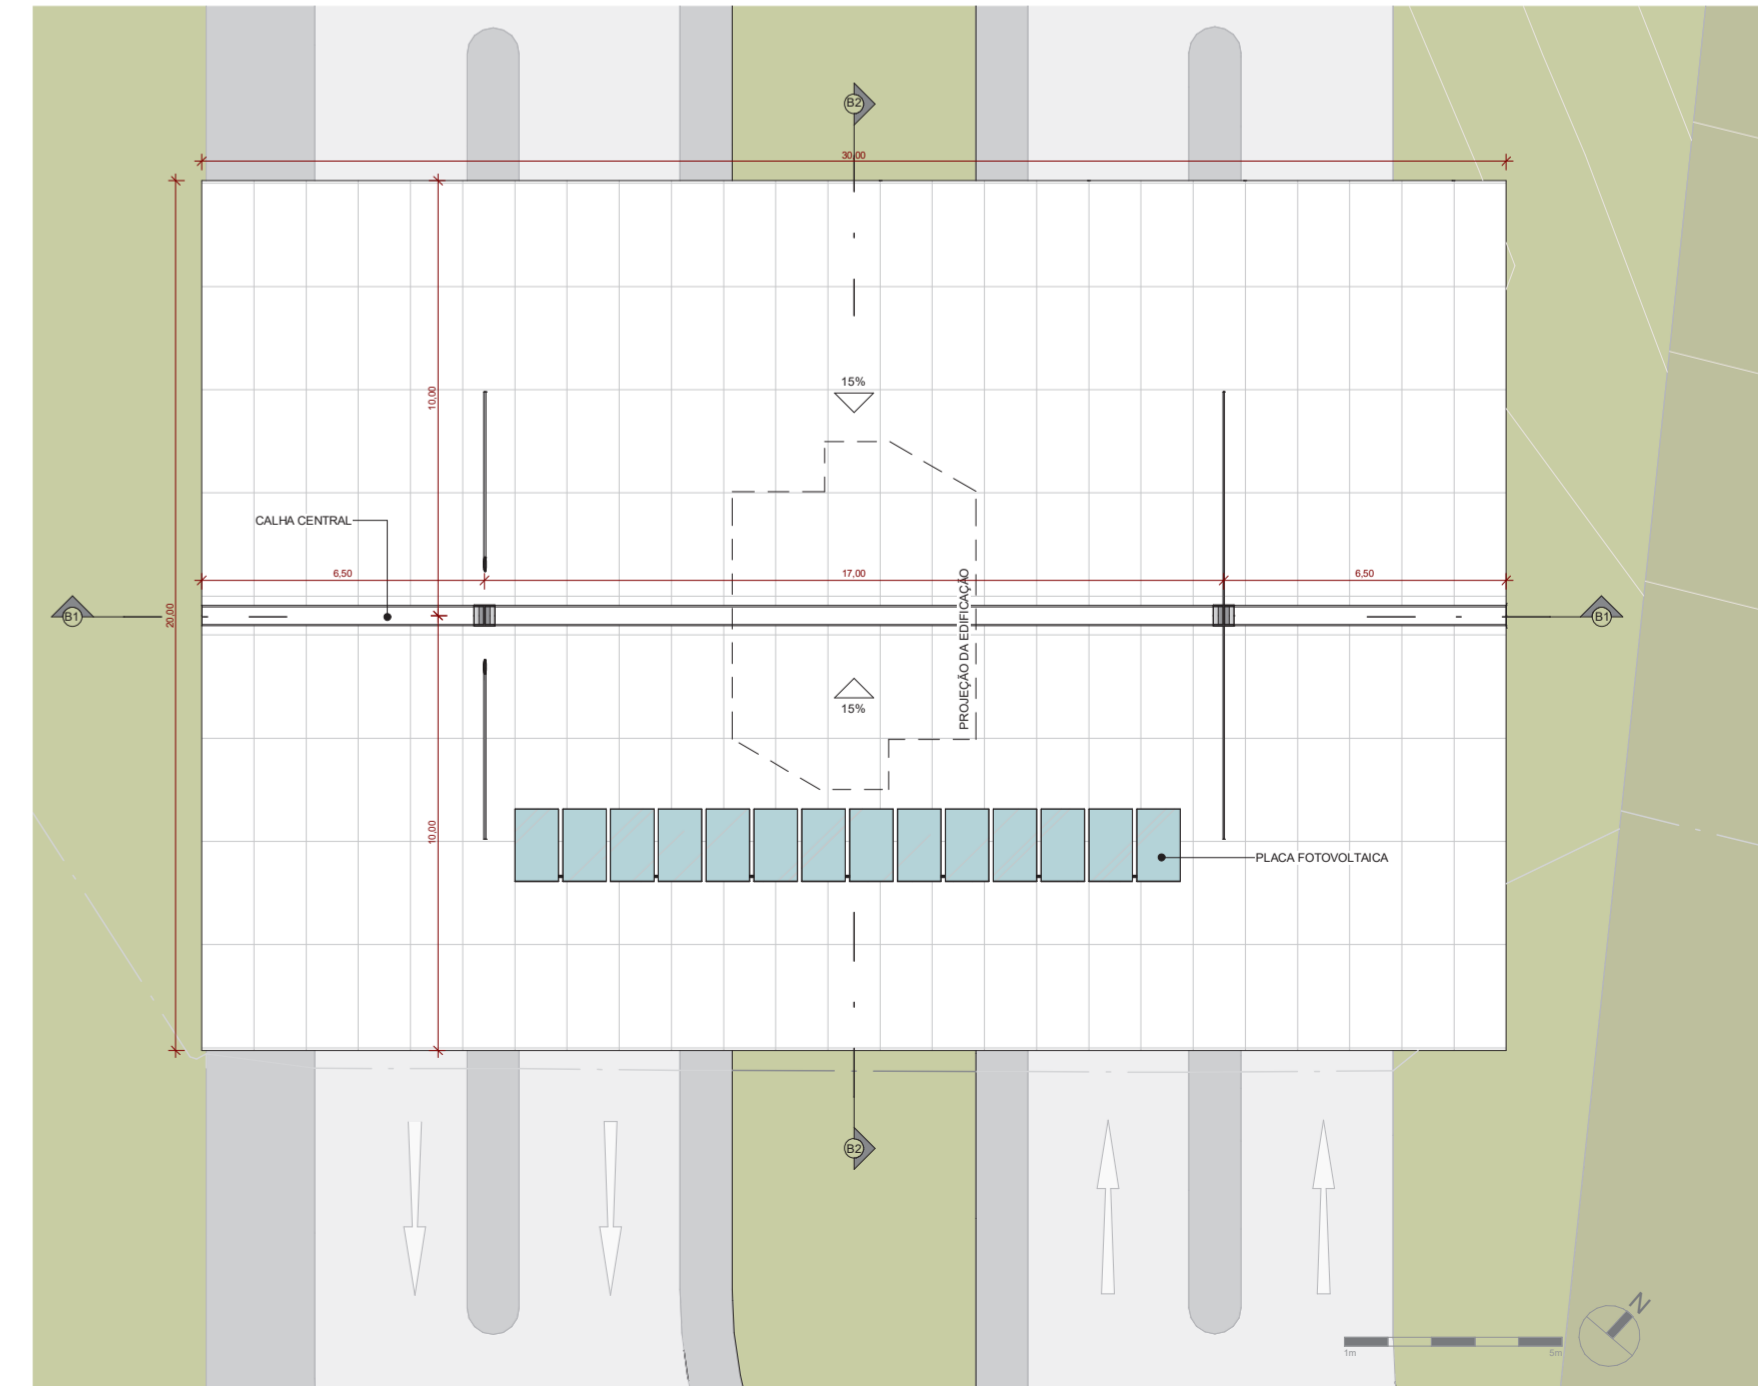 B2
30,00
15%
10,00
CALHA CENTRAL
6,50
17,00
6,50
B1
20,00
B1
PROJEÇÃO DA EDIFICAÇÃO
15%
10,00
PLACA FOTOVOLTAICA
B2
N
1m
5m